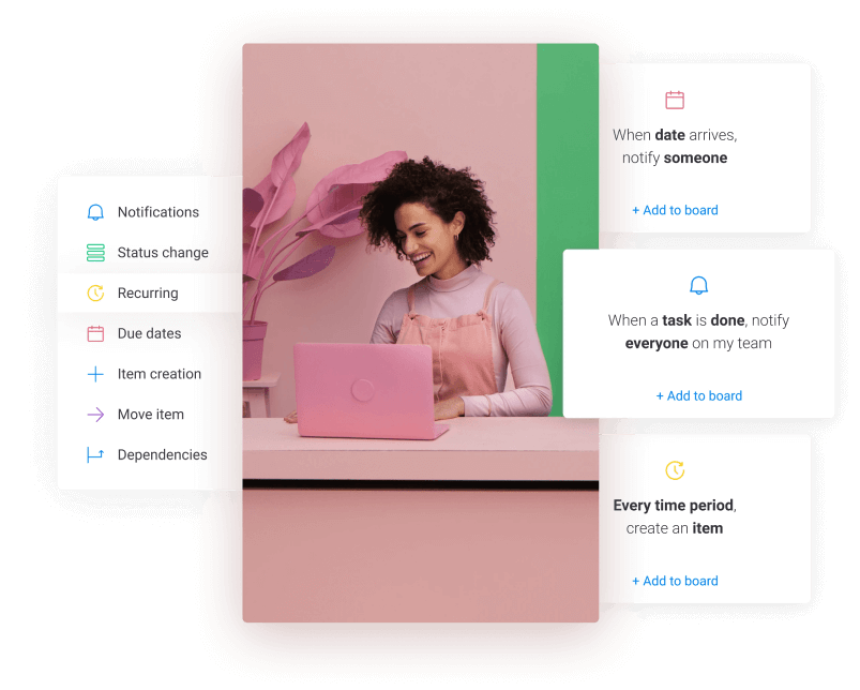 Notifications
Status change
Recurring
Due dates
Item creation
Move item
Dependencies
When date arrives,
notify someone
+ Add to board
When a task is done, notify
everyone on my team
+ Add to board
Every time period,
create an item
+ Add to board